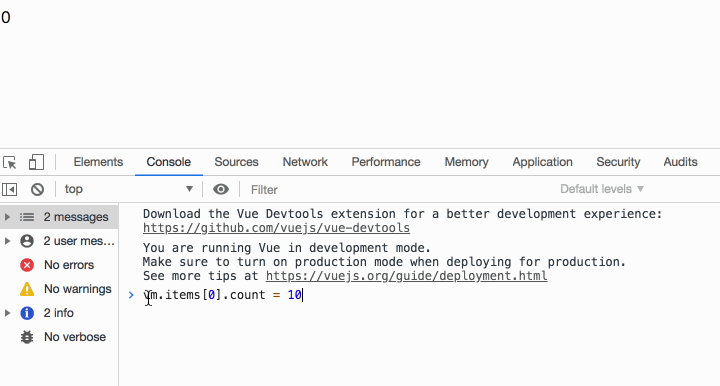 0
Elements Console Sources Network Performance Memory Application Security Audits
top Filter Default levels
2 messages
2 user mes...
No errors
No warnings
2 info
No verbose
Download the Vue Devtools extension for a better development experience:
https://github.com/vuejs/vue-devtools
You are running Vue in development mode.
Make sure to turn on production mode when deploying for production.
See more tips at https://vuejs.org/guide/deployment.html
vm.items[0].count = 10